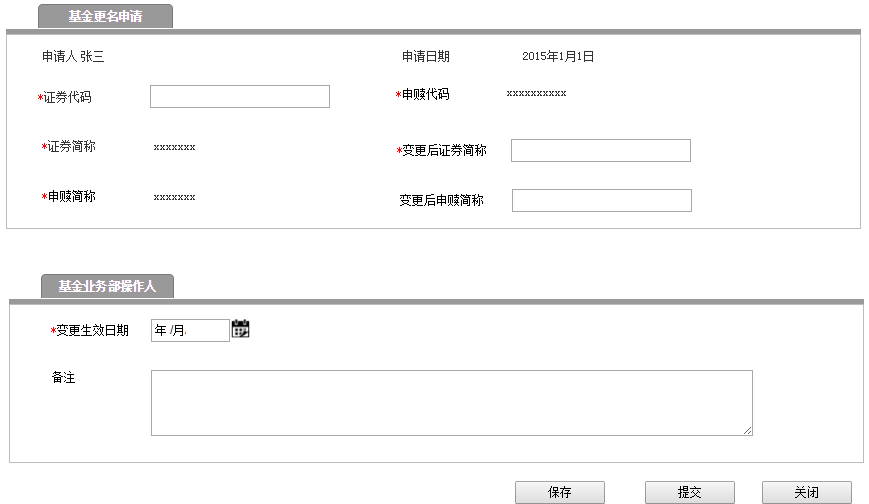 基金更名申请
申请人 张三 申请日期 2015年1月1日
*证券代码 *申赎代码 xxxxxxxxxx
*证券简称 xxxxxxx *变更后证券简称
*申赎简称 xxxxxxx 变更后申赎简称
基金业务部操作人
*变更生效日期 年 /月
备注
保存 提交 关闭